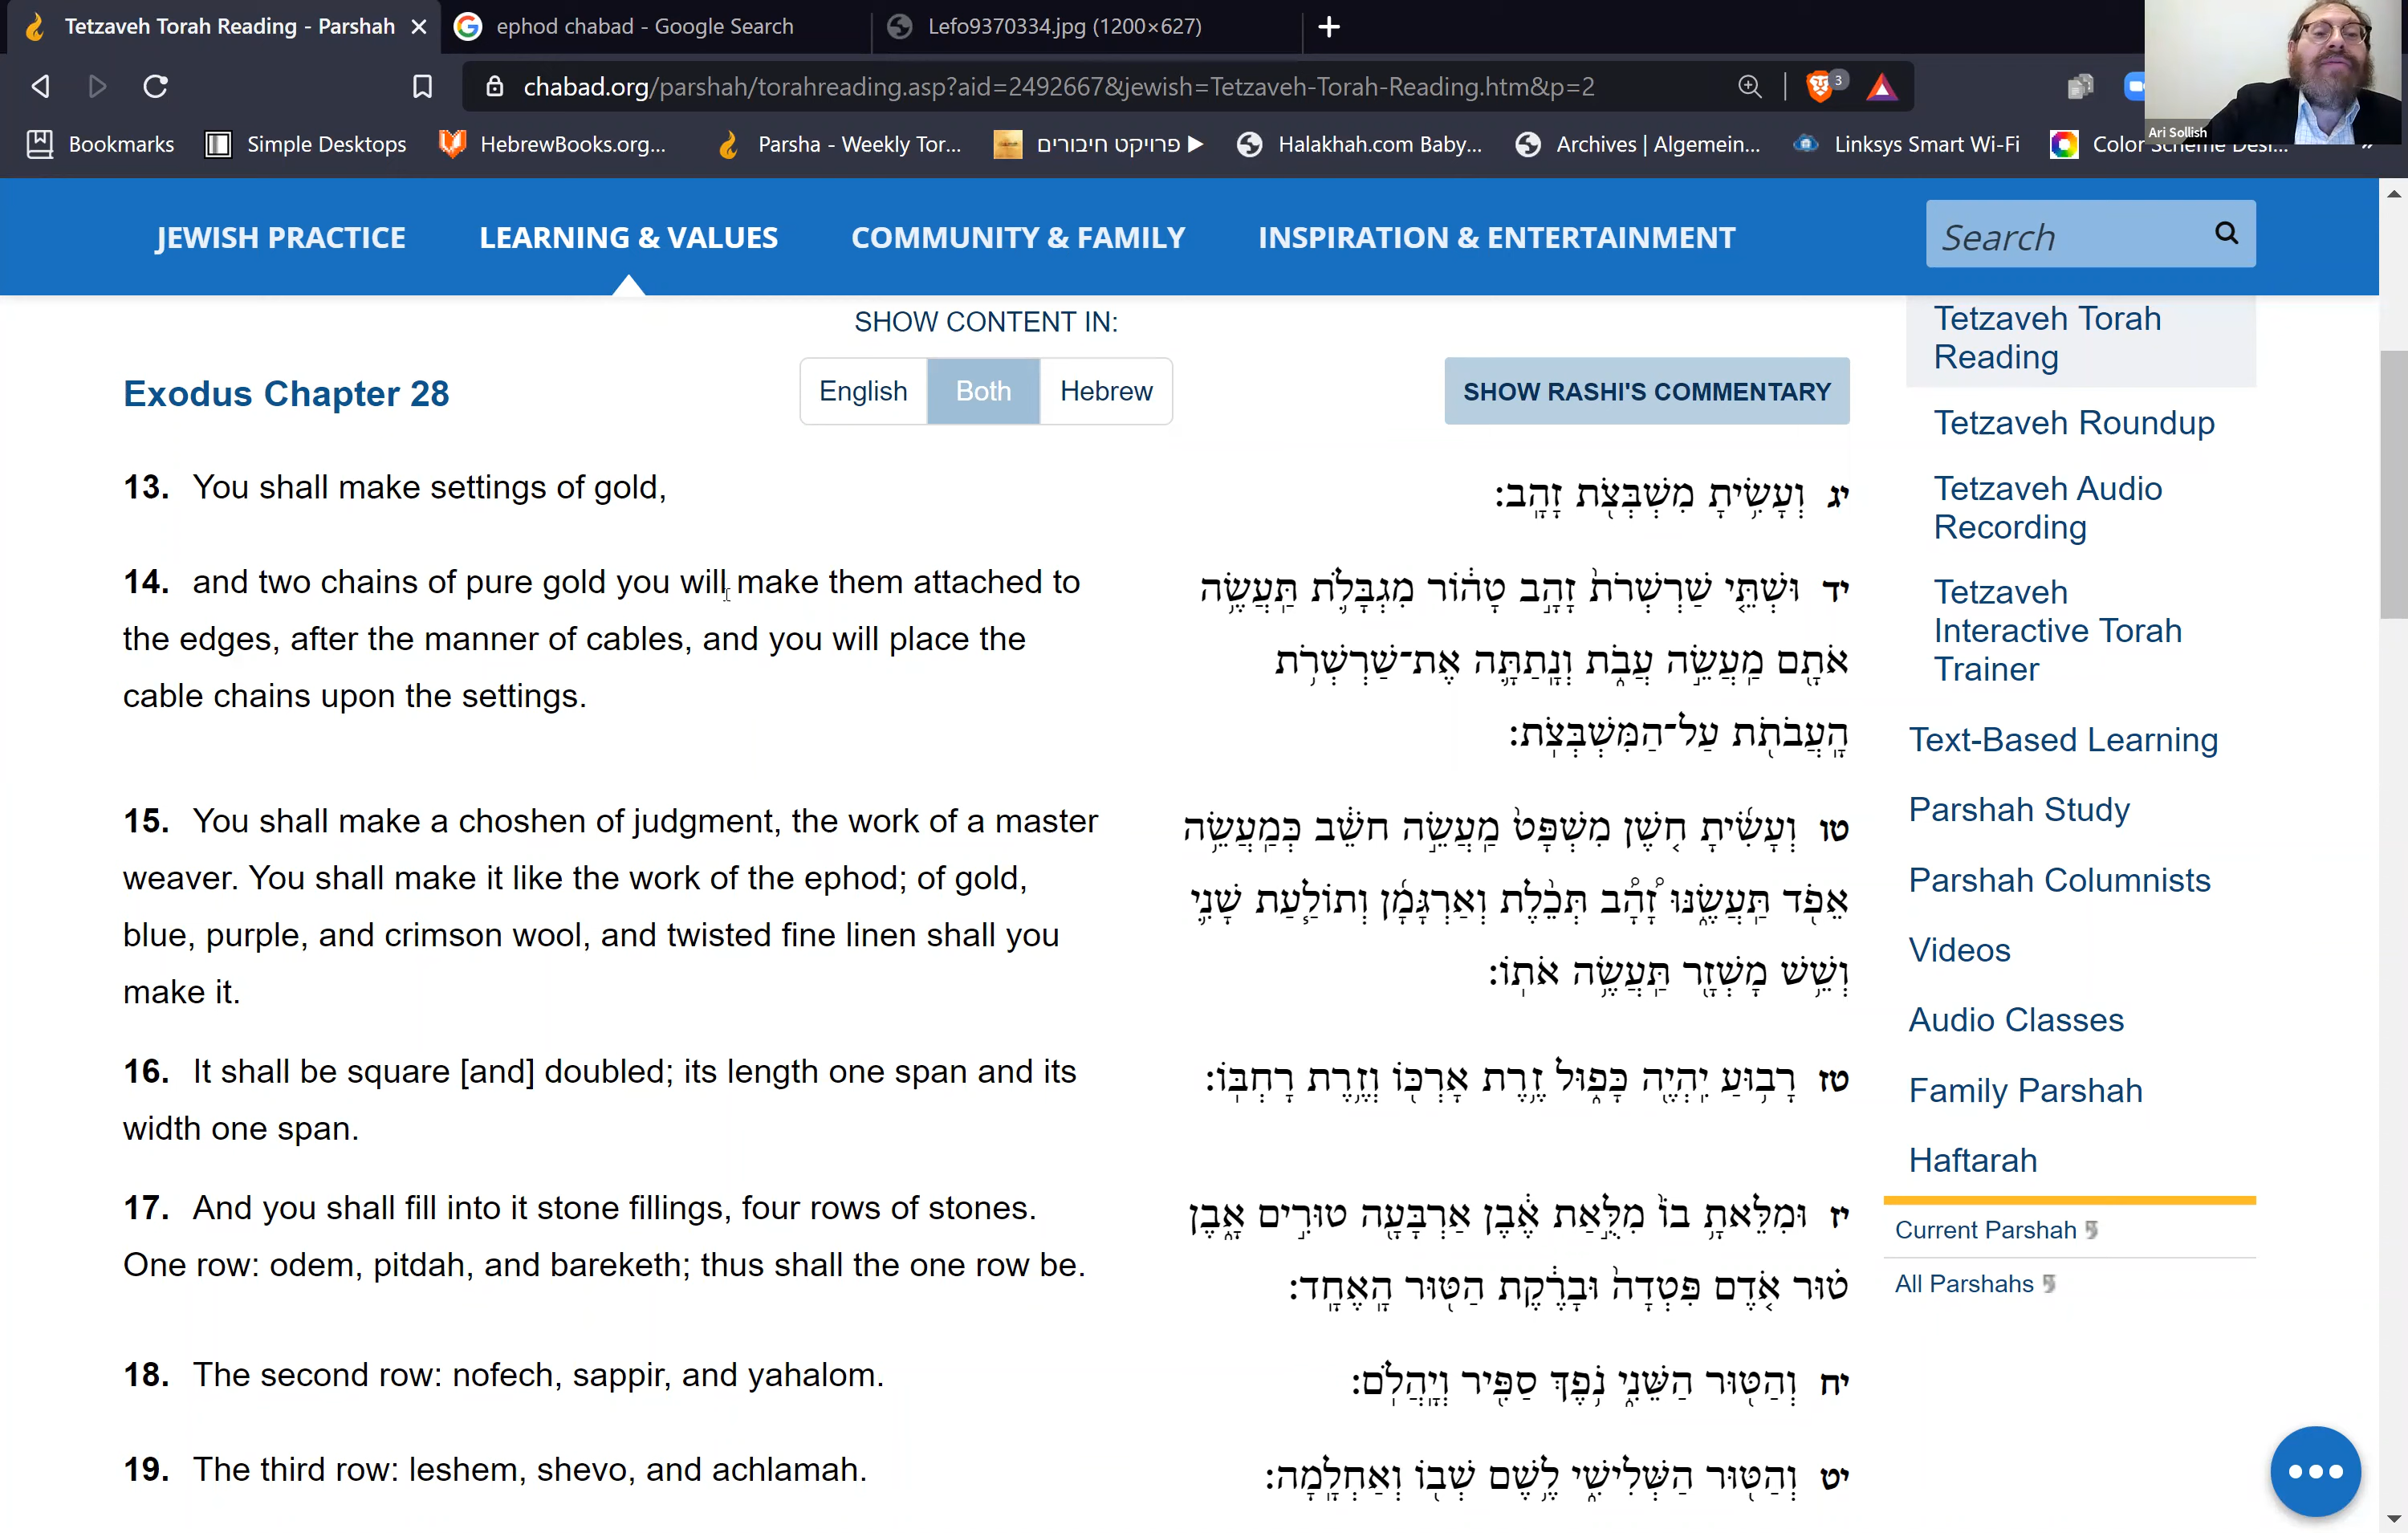 Tetzaveh Torah Reading - Parshah
ephod chabad - Google Search
Lefo9370334.jpg (1200×627)
chabad.org/parshah/torahreading.asp?aid=2492667&jewish=Tetzaveh-Torah-Reading.htm&p=2
3
Ari Sollish
Bookmarks
Simple Desktops
HebrewBooks.org...
Parsha - Weekly Tor...
פרויקט חיבורים
Halakhah.com Baby...
Archives | Algemein...
Linksys Smart Wi-Fi
Color Scheme Desi...
JEWISH PRACTICE
LEARNING & VALUES
COMMUNITY & FAMILY
INSPIRATION & ENTERTAINMENT
Search
SHOW CONTENT IN:
Exodus Chapter 28
English
Both
Hebrew
SHOW RASHI'S COMMENTARY
13. You shall make settings of gold,
יג וְעָשִׂ֥יתָ מִשְׁבְּצֹ֖ת זָהָֽב:
14. and two chains of pure gold you will make them attached to
the edges, after the manner of cables, and you will place the
cable chains upon the settings.
יד וּשְׁתֵּ֤י שַׁרְשְׁרֹת֙ זָהָ֣ב טָה֔וֹר מִגְבָּלֹ֛ת תַּֽעֲשֶׂ֥ה
אֹתָ֖ם מַֽעֲשֵׂ֣ה עֲבֹ֑ת וְנָֽתַתָּ֛ה אֶת־שַׁרְשְׁרֹ֥ת
הָֽעֲבֹתֹ֖ת עַל־הַמִּשְׁבְּצֹֽת:
15. You shall make a choshen of judgment, the work of a master
weaver. You shall make it like the work of the ephod; of gold,
blue, purple, and crimson wool, and twisted fine linen shall you
make it.
טו וְעָשִׂ֜יתָ ח֤שֶׁן מִשְׁפָּט֙ מַֽעֲשֵׂ֣ה חשֵׁ֔ב כְּמַֽעֲשֵׂ֥ה
אֵפֹ֖ד תַּֽעֲשֶׂ֑נּוּ זָ֠הָ֠ב תְּכֵ֨לֶת וְאַרְגָּמָ֜ן וְתוֹלַ֧עַת שָׁנִ֛י
וְשֵׁ֥שׁ מָשְׁזָ֖ר תַּֽעֲשֶׂ֥ה אֹתֽוֹ:
16. It shall be square [and] doubled; its length one span and its
width one span.
טז רָב֥וּעַ יִֽהְיֶ֖ה כָּפ֑וּל זֶ֥רֶת אָרְכּ֖וֹ וְזֶ֥רֶת רָחְבּֽוֹ:
17. And you shall fill into it stone fillings, four rows of stones.
One row: odem, pitdah, and bareketh; thus shall the one row be.
יז וּמִלֵּאתָ֥ בוֹ֙ מִלֻּ֣אַת אֶ֔בֶן אַרְבָּעָ֖ה טוּרִ֣ים אָ֑בֶן
ט֗וּר אֹ֤דֶם פִּטְדָה֙ וּבָרֶ֔קֶת הַטּ֖וּר הָֽאֶחָֽד:
18. The second row: nofech, sappir, and yahalom.
יח וְהַטּ֖וּר הַשֵּׁנִ֑י נֹ֥פֶךְ סַפִּ֖יר וְיָֽהֲלֹֽם:
19. The third row: leshem, shevo, and achlamah.
יט וְהַטּ֖וּר הַשְּׁלִישִׁ֑י לֶ֥שֶׁם שְׁב֖וֹ וְאַחְלָֽמָה:
Tetzaveh Torah
Reading
Tetzaveh Roundup
Tetzaveh Audio
Recording
Tetzaveh
Interactive Torah
Trainer
Text-Based Learning
Parshah Study
Parshah Columnists
Videos
Audio Classes
Family Parshah
Haftarah
Current Parshah
All Parshahs